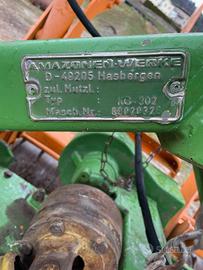 AMAZONEN-WERKE
D-49205 Hasbergen
zul. Nutzl.:
Typ : KG-302
Masch.Nr.: